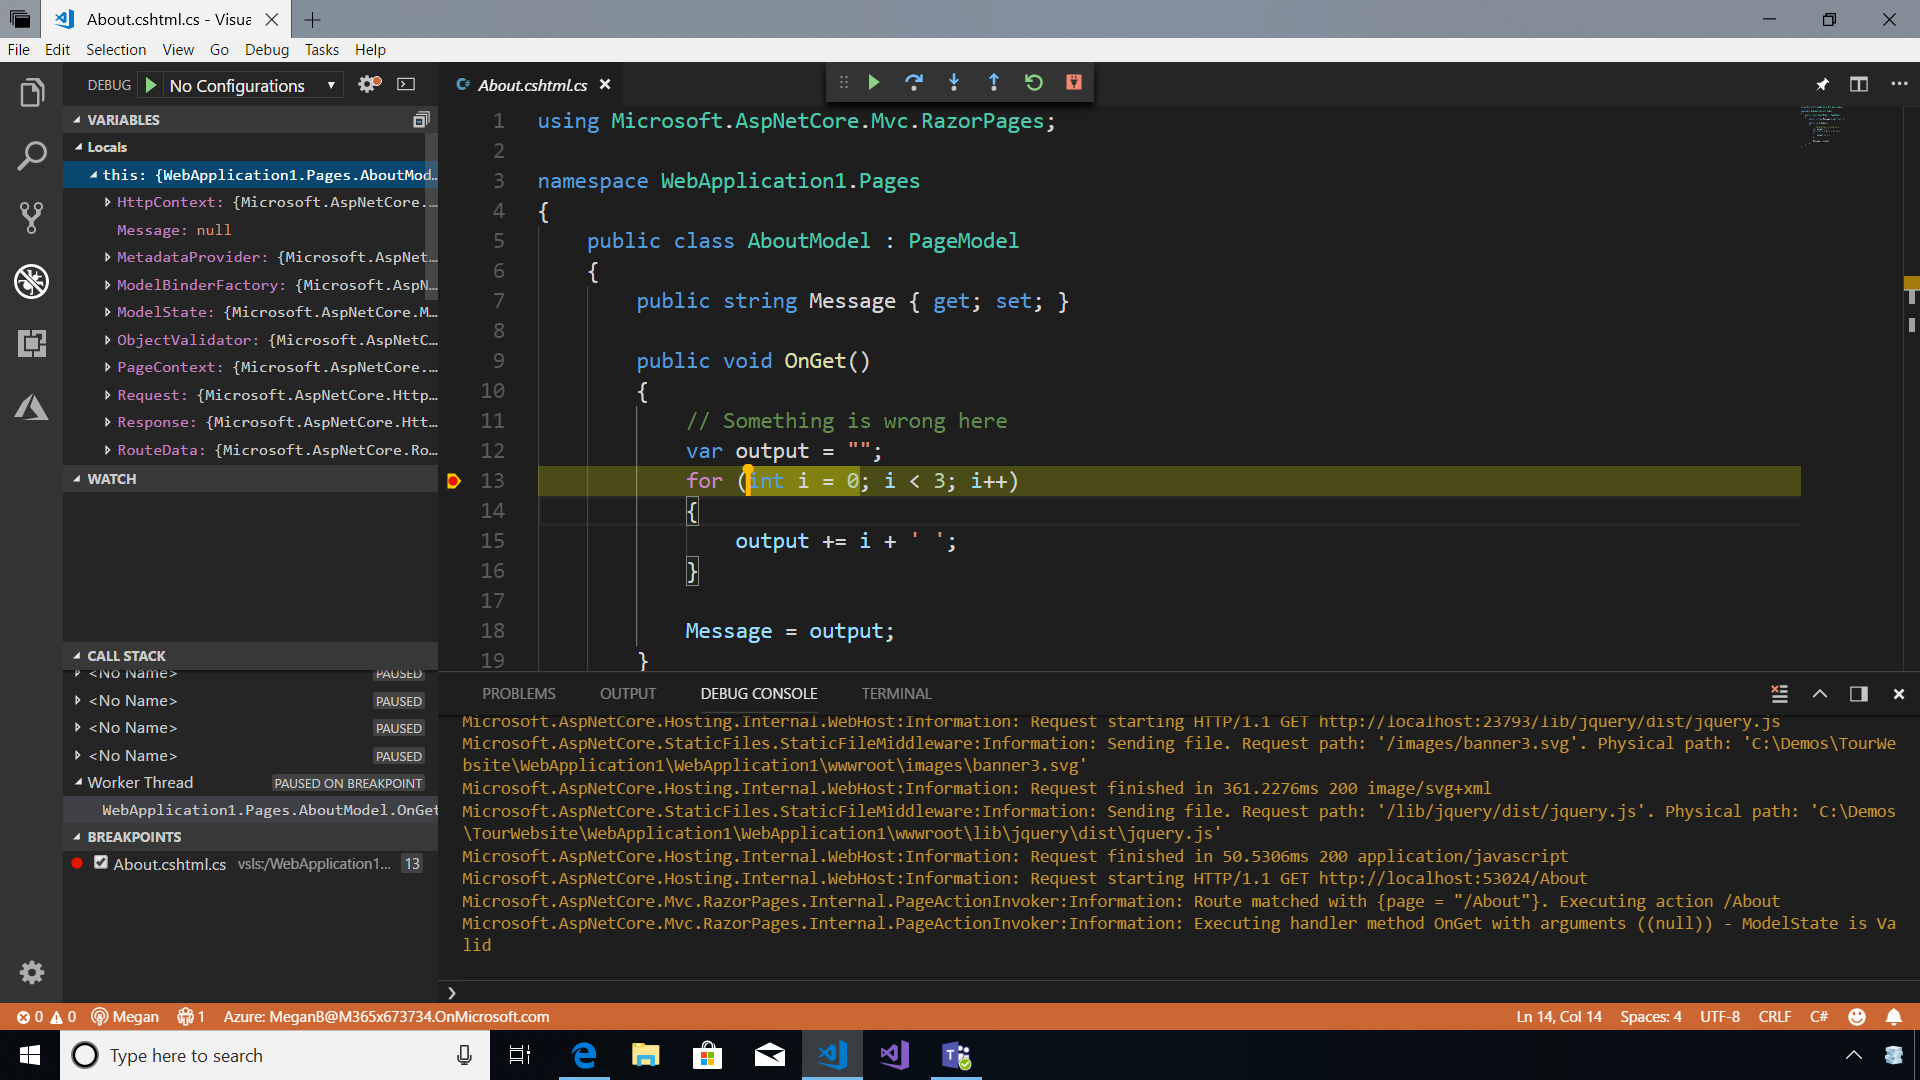 About.cshtml.cs - Visua
File Edit Selection View Go Debug Tasks Help
DEBUG No Configurations
VARIABLES
Locals
this: {WebApplication1.Pages.AboutMod…
HttpContext: {Microsoft.AspNetCore.…
Message: null
MetadataProvider: {Microsoft.AspNet…
ModelBinderFactory: {Microsoft.AspN…
ModelState: {Microsoft.AspNetCore.M…
ObjectValidator: {Microsoft.AspNetC…
PageContext: {Microsoft.AspNetCore.…
Request: {Microsoft.AspNetCore.Http…
Response: {Microsoft.AspNetCore.Htt…
RouteData: {Microsoft.AspNetCore.Ro…
WATCH
CALL STACK
<No Name> PAUSED
<No Name> PAUSED
<No Name> PAUSED
<No Name> PAUSED
Worker Thread PAUSED ON BREAKPOINT
WebApplication1.Pages.AboutModel.OnGet
BREAKPOINTS
About.cshtml.cs vsls:/WebApplication1... 13
C# About.cshtml.cs
1 using Microsoft.AspNetCore.Mvc.RazorPages;
2
3 namespace WebApplication1.Pages
4 {
5 public class AboutModel : PageModel
6 {
7 public string Message { get; set; }
8
9 public void OnGet()
10 {
11 // Something is wrong here
12 var output = "";
13 for (int i = 0; i < 3; i++)
14 {
15 output += i + ' ';
16 }
17
18 Message = output;
19 }
PROBLEMS OUTPUT DEBUG CONSOLE TERMINAL
Microsoft.AspNetCore.Hosting.Internal.WebHost:Information: Request starting HTTP/1.1 GET http://localhost:23793/lib/jquery/dist/jquery.js
Microsoft.AspNetCore.StaticFiles.StaticFileMiddleware:Information: Sending file. Request path: '/images/banner3.svg'. Physical path: 'C:\Demos\TourWe
bsite\WebApplication1\WebApplication1\wwwroot\images\banner3.svg'
Microsoft.AspNetCore.Hosting.Internal.WebHost:Information: Request finished in 361.2276ms 200 image/svg+xml
Microsoft.AspNetCore.StaticFiles.StaticFileMiddleware:Information: Sending file. Request path: '/lib/jquery/dist/jquery.js'. Physical path: 'C:\Demos
\TourWebsite\WebApplication1\WebApplication1\wwwroot\lib\jquery\dist\jquery.js'
Microsoft.AspNetCore.Hosting.Internal.WebHost:Information: Request finished in 50.5306ms 200 application/javascript
Microsoft.AspNetCore.Hosting.Internal.WebHost:Information: Request starting HTTP/1.1 GET http://localhost:53024/About
Microsoft.AspNetCore.Mvc.RazorPages.Internal.PageActionInvoker:Information: Route matched with {page = "/About"}. Executing action /About
Microsoft.AspNetCore.Mvc.RazorPages.Internal.PageActionInvoker:Information: Executing handler method OnGet with arguments ((null)) - ModelState is Va
lid
0 0 Megan 1 Azure: MeganB@M365x673734.OnMicrosoft.com Ln 14, Col 14 Spaces: 4 UTF-8 CRLF C#
Type here to search